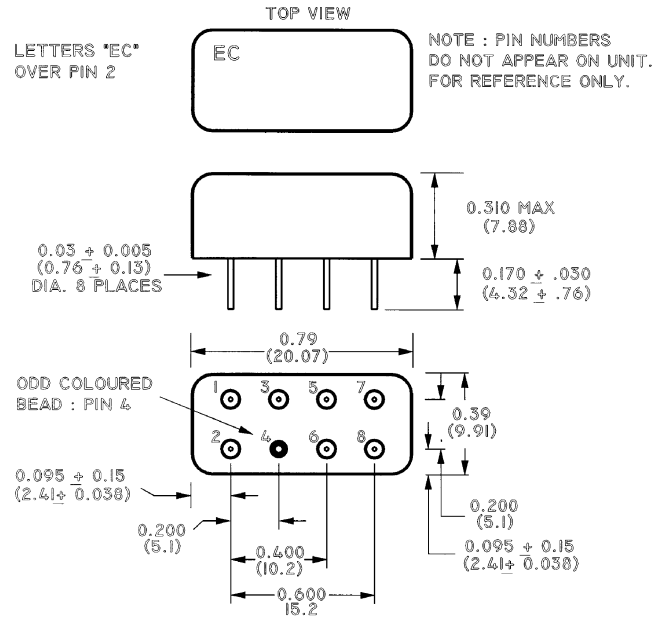 TOP VIEW
LETTERS "EC"
OVER PIN 2
EC
NOTE : PIN NUMBERS
DO NOT APPEAR ON UNIT.
FOR REFERENCE ONLY.
0.310 MAX
(7.88)
0.03 ± 0.005
(0.76 ± 0.13)
DIA. 8 PLACES
0.170 ± .030
(4.32 ± .76)
0.79
(20.07)
ODD COLOURED
BEAD : PIN 4
1 3 5 7
2 4 6 8
0.39
(9.91)
0.095 ± 0.15
(2.41± 0.038)
0.200
(5.1)
0.200
(5.1)
0.400
(10.2)
0.095 ± 0.15
(2.41± 0.038)
0.600
15.2